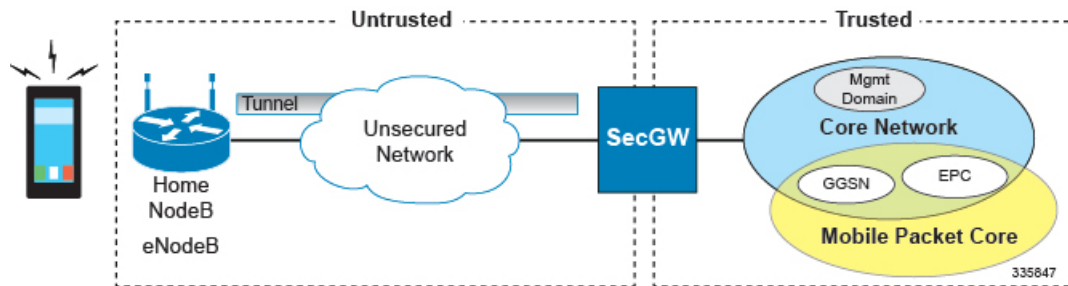 Untrusted
Trusted
Tunnel
Unsecured
Network
SecGW
Mgmt
Domain
Core Network
GGSN
EPC
Mobile Packet Core
Home
NodeB
eNodeB
335847